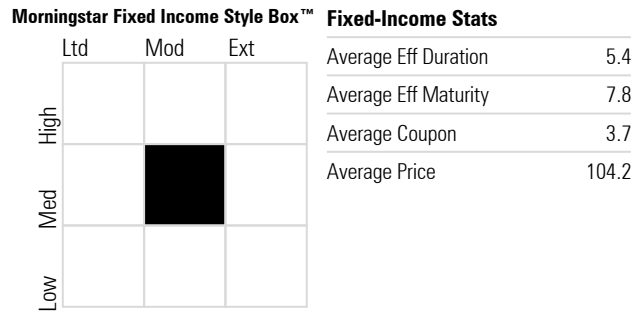 Morningstar Fixed Income Style Box™
Ltd Mod Ext
High
Med
Low
Fixed-Income Stats
Average Eff Duration 5.4
Average Eff Maturity 7.8
Average Coupon 3.7
Average Price 104.2